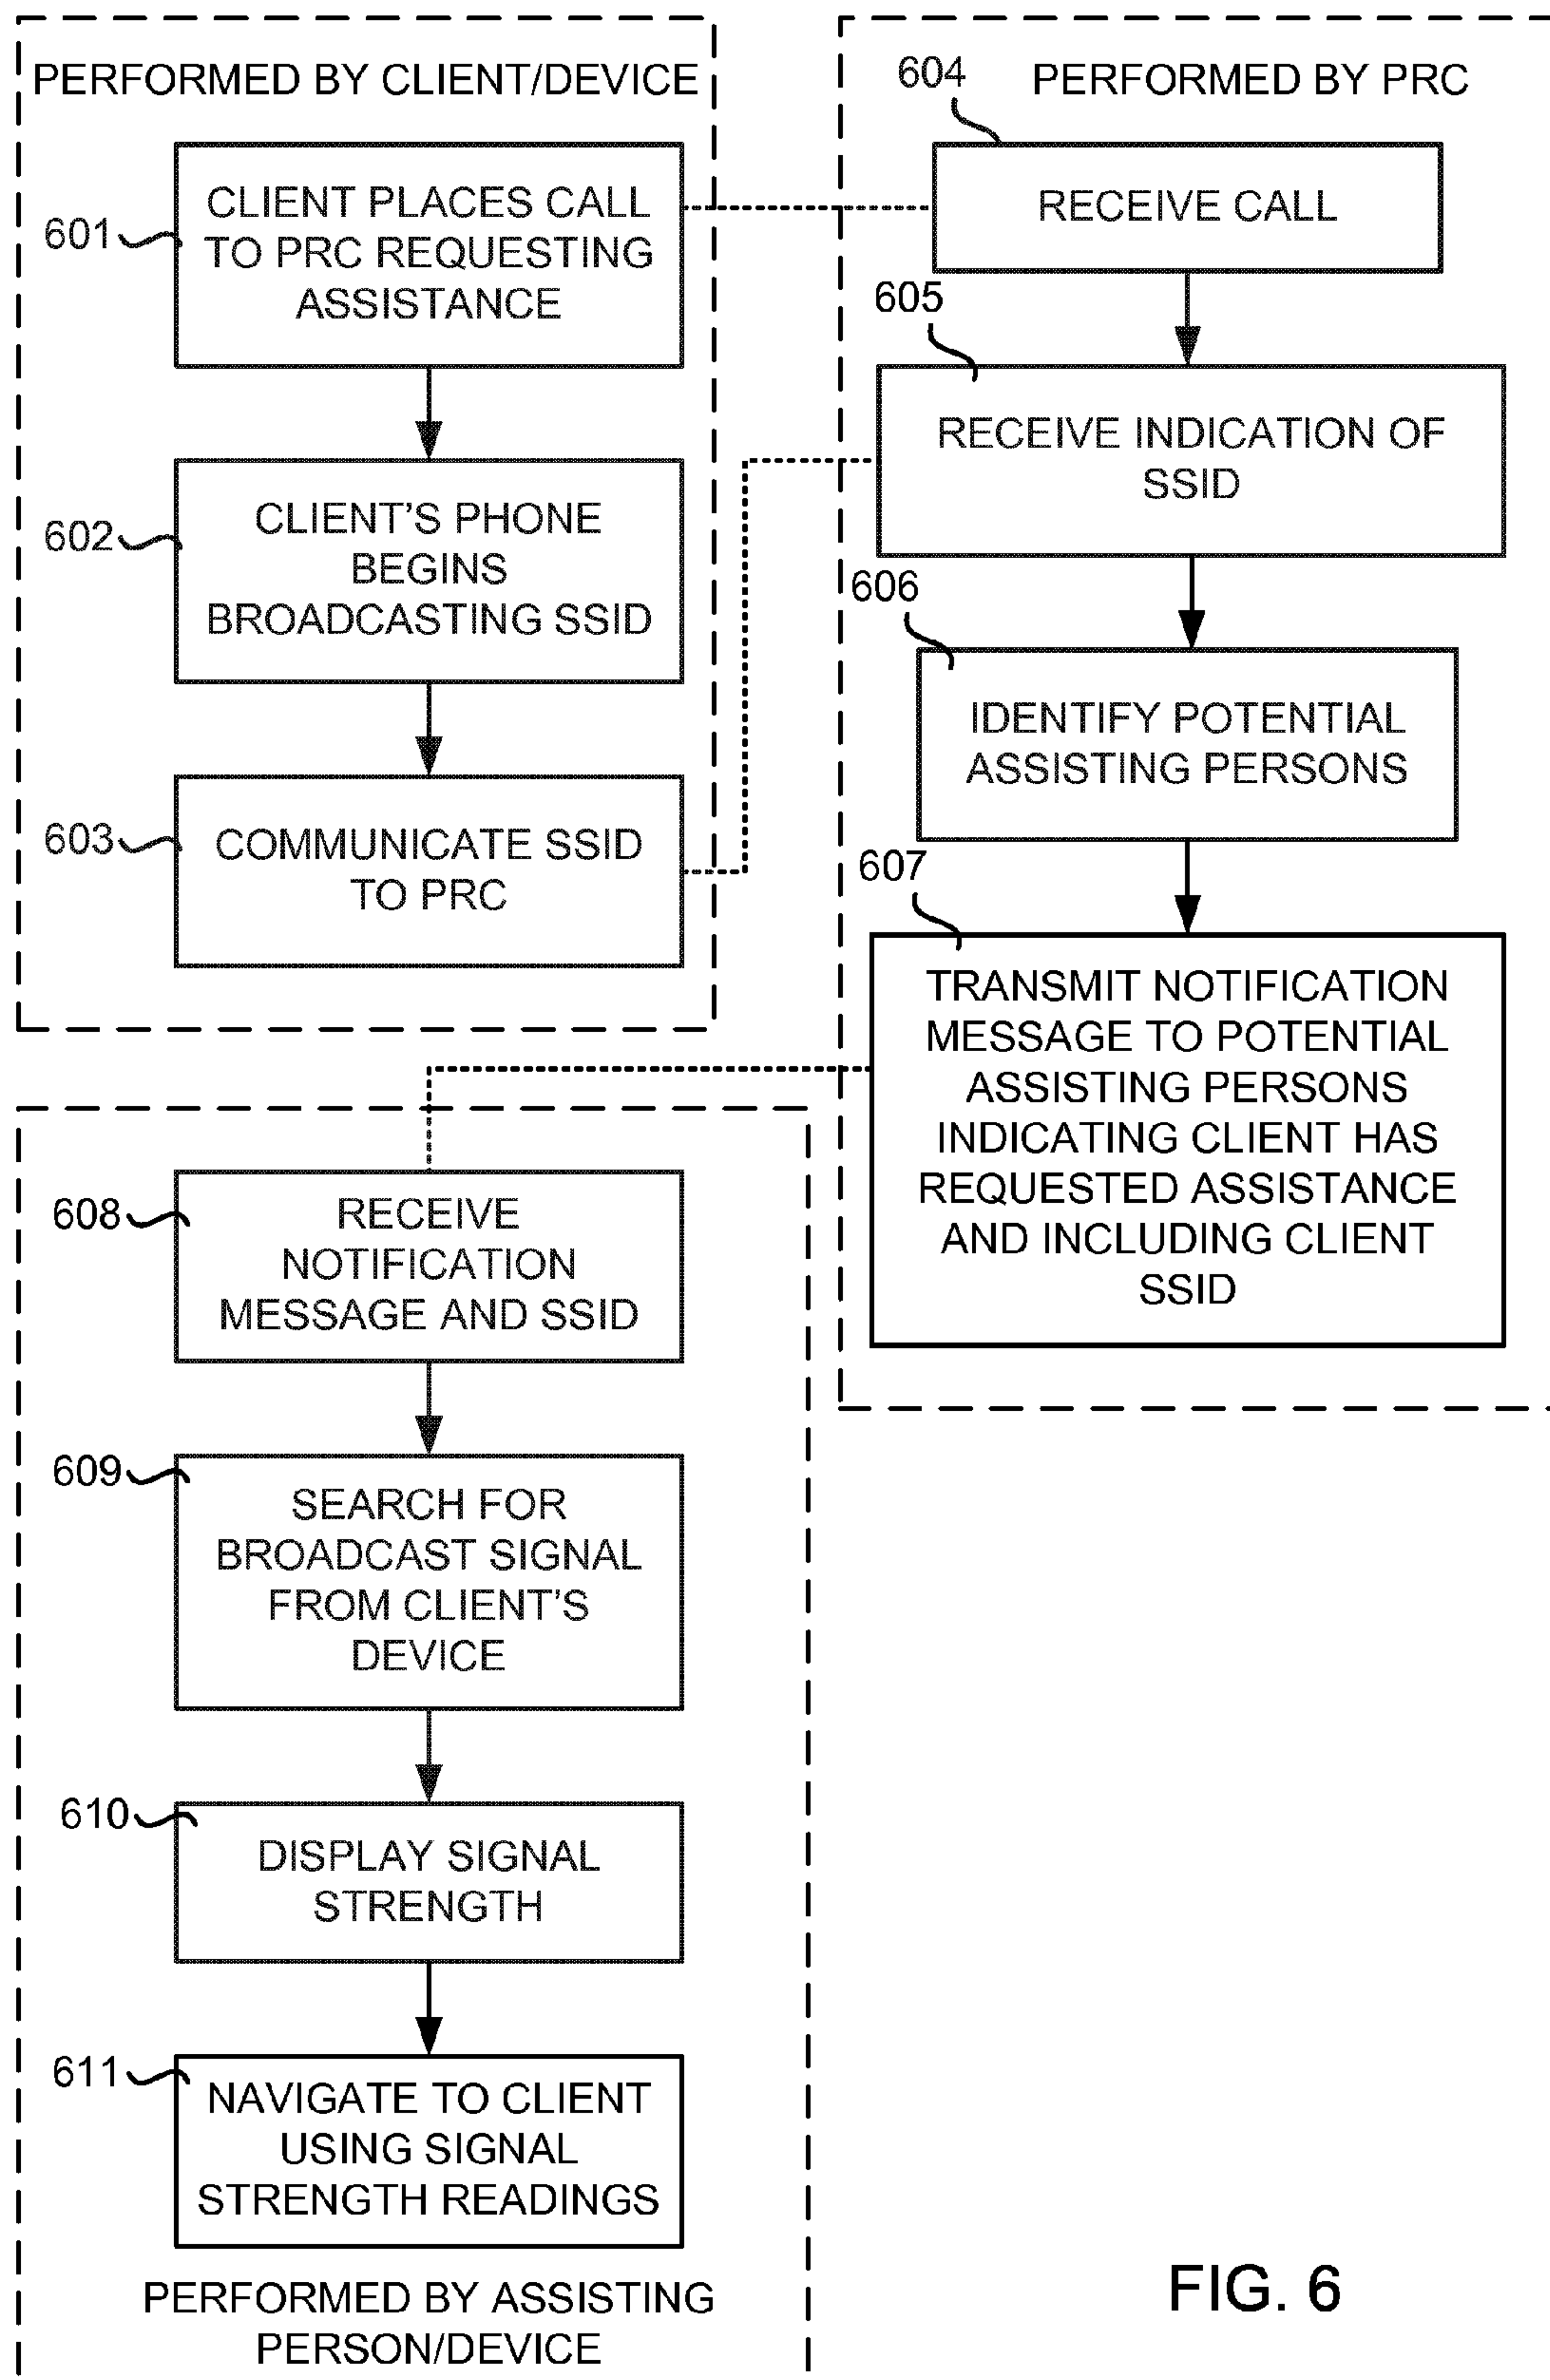 PERFORMED BY CLIENT/DEVICE
601
CLIENT PLACES CALL
TO PRC REQUESTING
ASSISTANCE
602
CLIENT’S PHONE
BEGINS
BROADCASTING SSID
603
COMMUNICATE SSID
TO PRC
604
PERFORMED BY PRC
RECEIVE CALL
605
RECEIVE INDICATION OF
SSID
606
IDENTIFY POTENTIAL
ASSISTING PERSONS
607
TRANSMIT NOTIFICATION
MESSAGE TO POTENTIAL
ASSISTING PERSONS
INDICATING CLIENT HAS
REQUESTED ASSISTANCE
AND INCLUDING CLIENT
SSID
608
RECEIVE
NOTIFICATION
MESSAGE AND SSID
609
SEARCH FOR
BROADCAST SIGNAL
FROM CLIENT’S
DEVICE
610
DISPLAY SIGNAL
STRENGTH
611
NAVIGATE TO CLIENT
USING SIGNAL
STRENGTH READINGS
PERFORMED BY ASSISTING
PERSON/DEVICE
FIG. 6